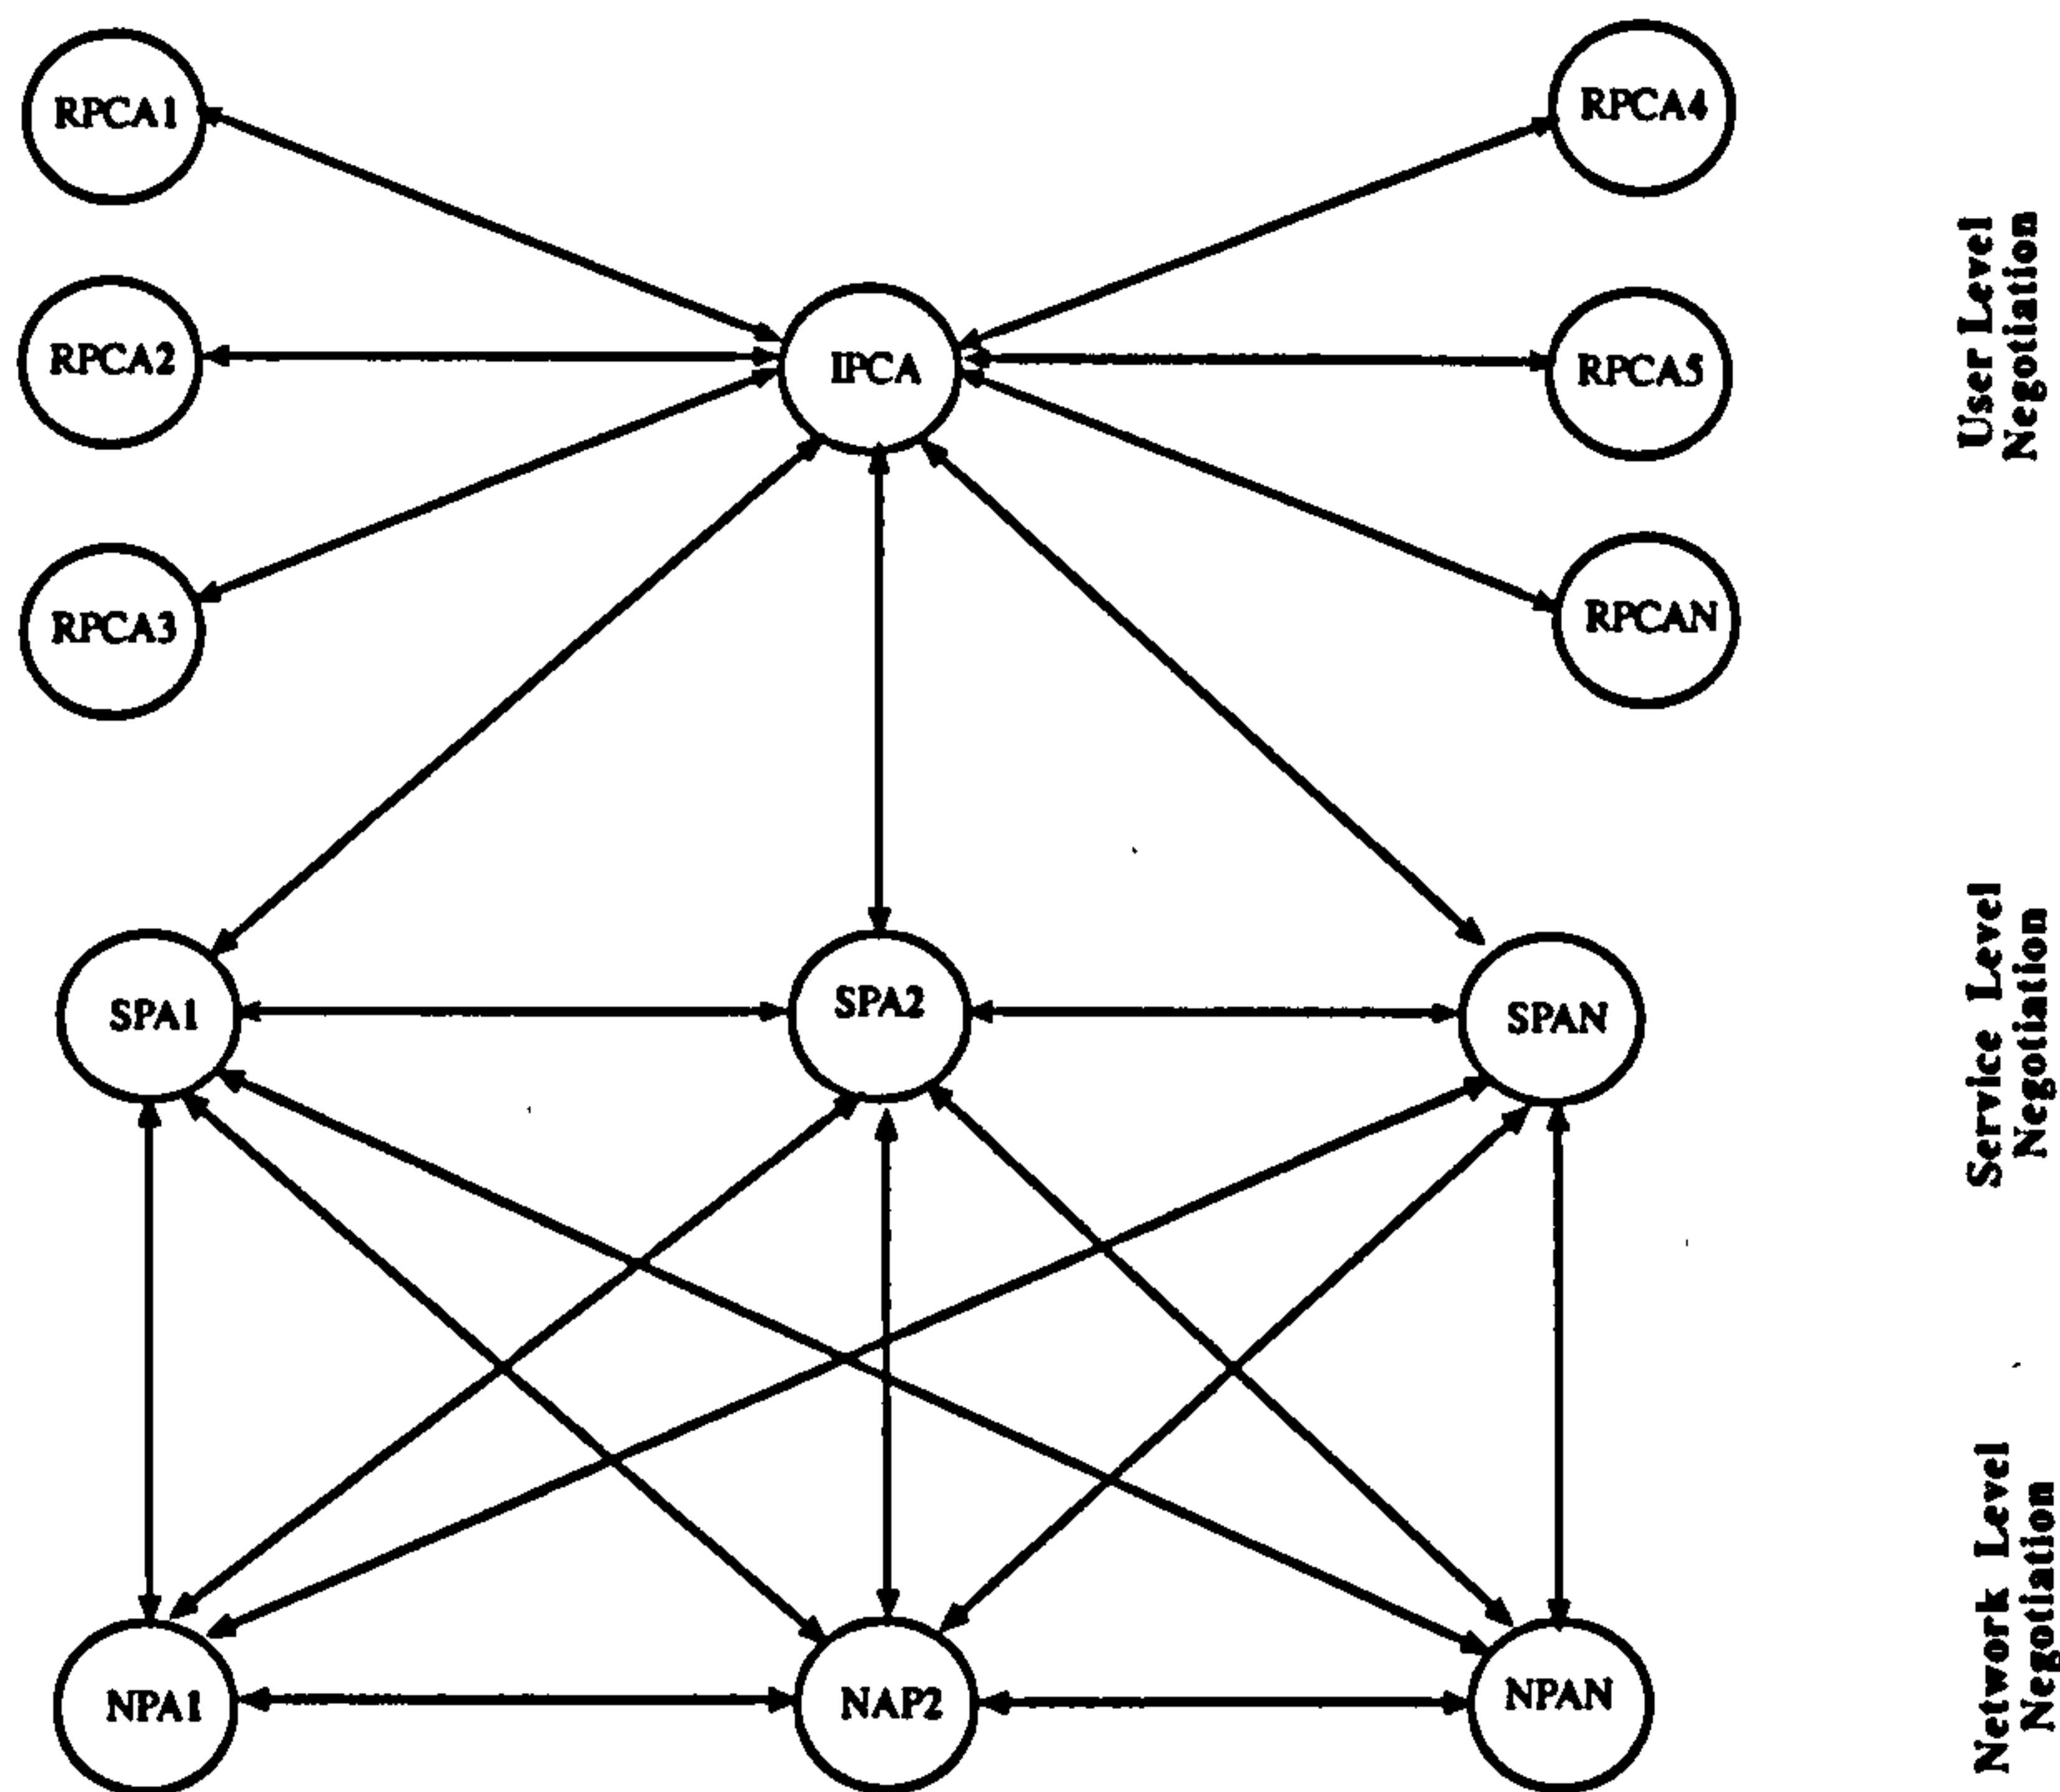 RPCA1
RPCA4
RPCA2
IPCA
RPCA5
RPCA3
RPCAN
User Level
Negotiation
SPA1
SPA2
SPAN
Service Level
Negotiation
NPA1
NAP2
NPAN
Network Level
Negotiation